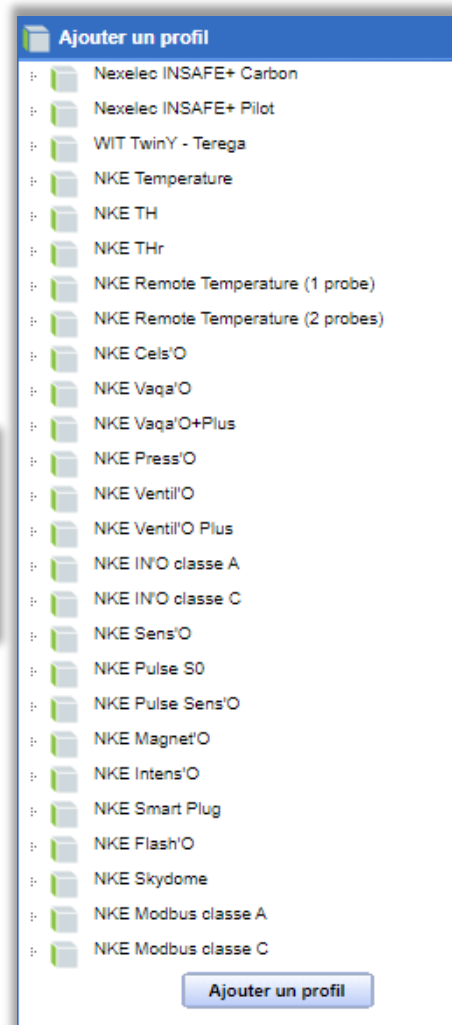 Ajouter un profil
Nexelec INSAFE+ Carbon
Nexelec INSAFE+ Pilot
WIT TwinY - Terega
NKE Temperature
NKE TH
NKE THr
NKE Remote Temperature (1 probe)
NKE Remote Temperature (2 probes)
NKE Cels'O
NKE Vaqa'O
NKE Vaqa'O+Plus
NKE Press'O
NKE Ventil'O
NKE Ventil'O Plus
NKE IN'O classe A
NKE IN'O classe C
NKE Sens'O
NKE Pulse S0
NKE Pulse Sens'O
NKE Magnet'O
NKE Intens'O
NKE Smart Plug
NKE Flash'O
NKE Skydome
NKE Modbus classe A
NKE Modbus classe C
Ajouter un profil